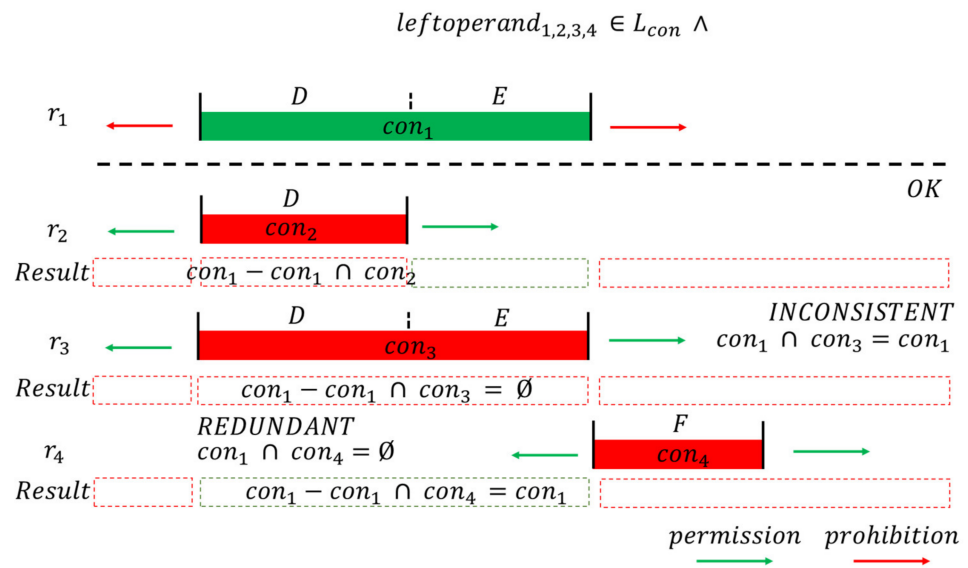 leftoperand₁,₂,₃,₄ ∈ L_con ∧
D E
r₁ con₁
OK
D
r₂ con₂
Result con₁ − con₁ ∩ con₂
D E INCONSISTENT
r₃ con₃ con₁ ∩ con₃ = con₁
Result con₁ − con₁ ∩ con₃ = Ø
REDUNDANT F
r₄ con₁ ∩ con₄ = Ø con₄
Result con₁ − con₁ ∩ con₄ = con₁
permission prohibition